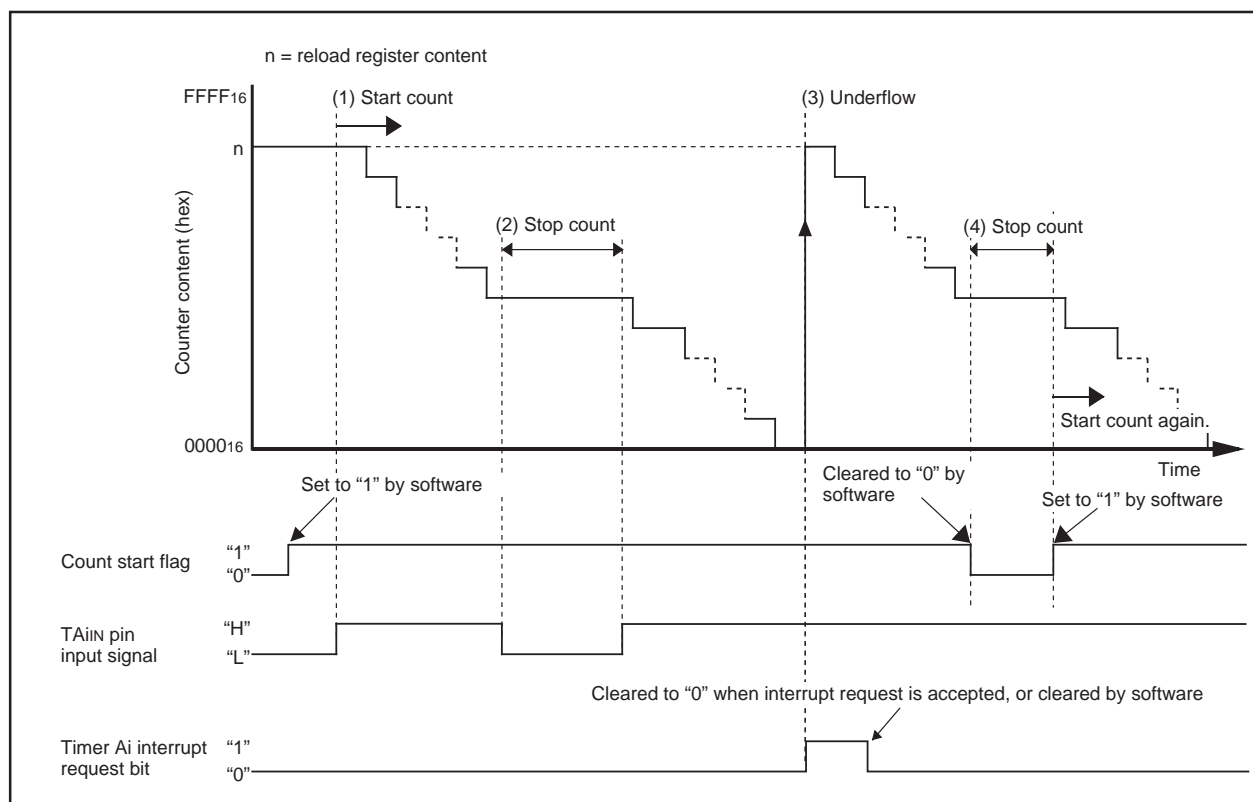 n = reload register content
FFFF16
(1) Start count
(3) Underflow
n
Counter content (hex)
(2) Stop count
(4) Stop count
Start count again.
000016
Time
Set to “1” by software
Cleared to “0” by
software
Set to “1” by software
Count start flag
“1”
“0”
TAiIN pin
input signal
“H”
“L”
Cleared to “0” when interrupt request is accepted, or cleared by software
Timer Ai interrupt
request bit
“1”
“0”